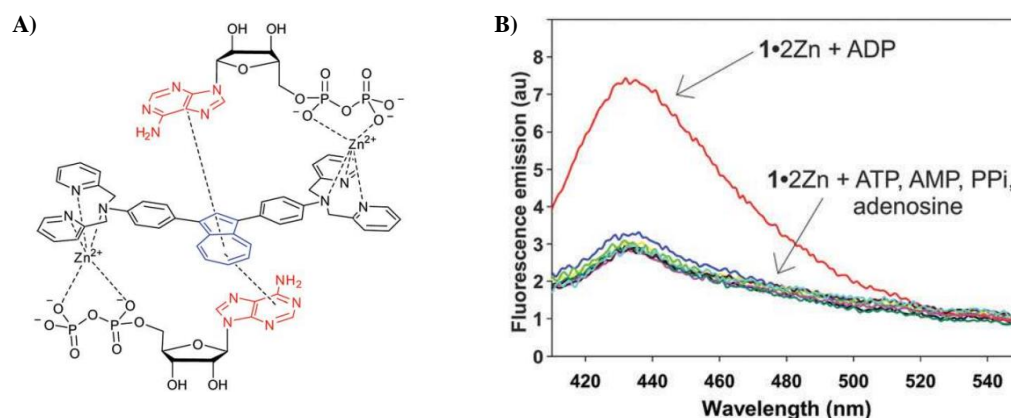 A)
OH OH
N N
N N
O
O
O O
P P
O
O⁻
⁻O O⁻
H₂N
Zn²⁺
N N
N N
N N
Zn²⁺
NH₂
⁻O O⁻
⁻O P O P O
O O
N N
N N
O
OH OH
B)
8
7
6
5
4
3
2
1
0
Fluorescence emission (au)
1•2Zn + ADP
1•2Zn + ATP, AMP, PPi,
adenosine
420 440 460 480 500 520 540
Wavelength (nm)